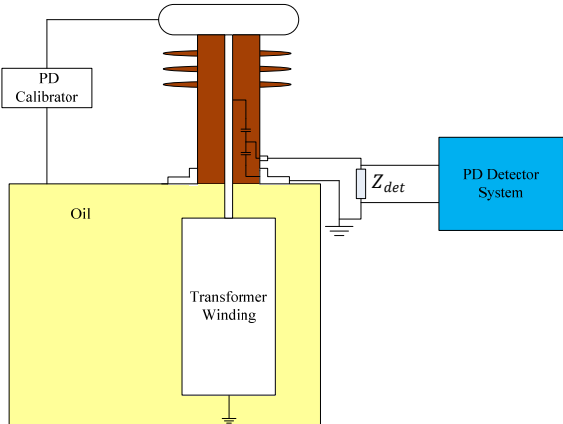 PD
Calibrator
Oil
Transformer
Winding
Z_det
PD Detector
System